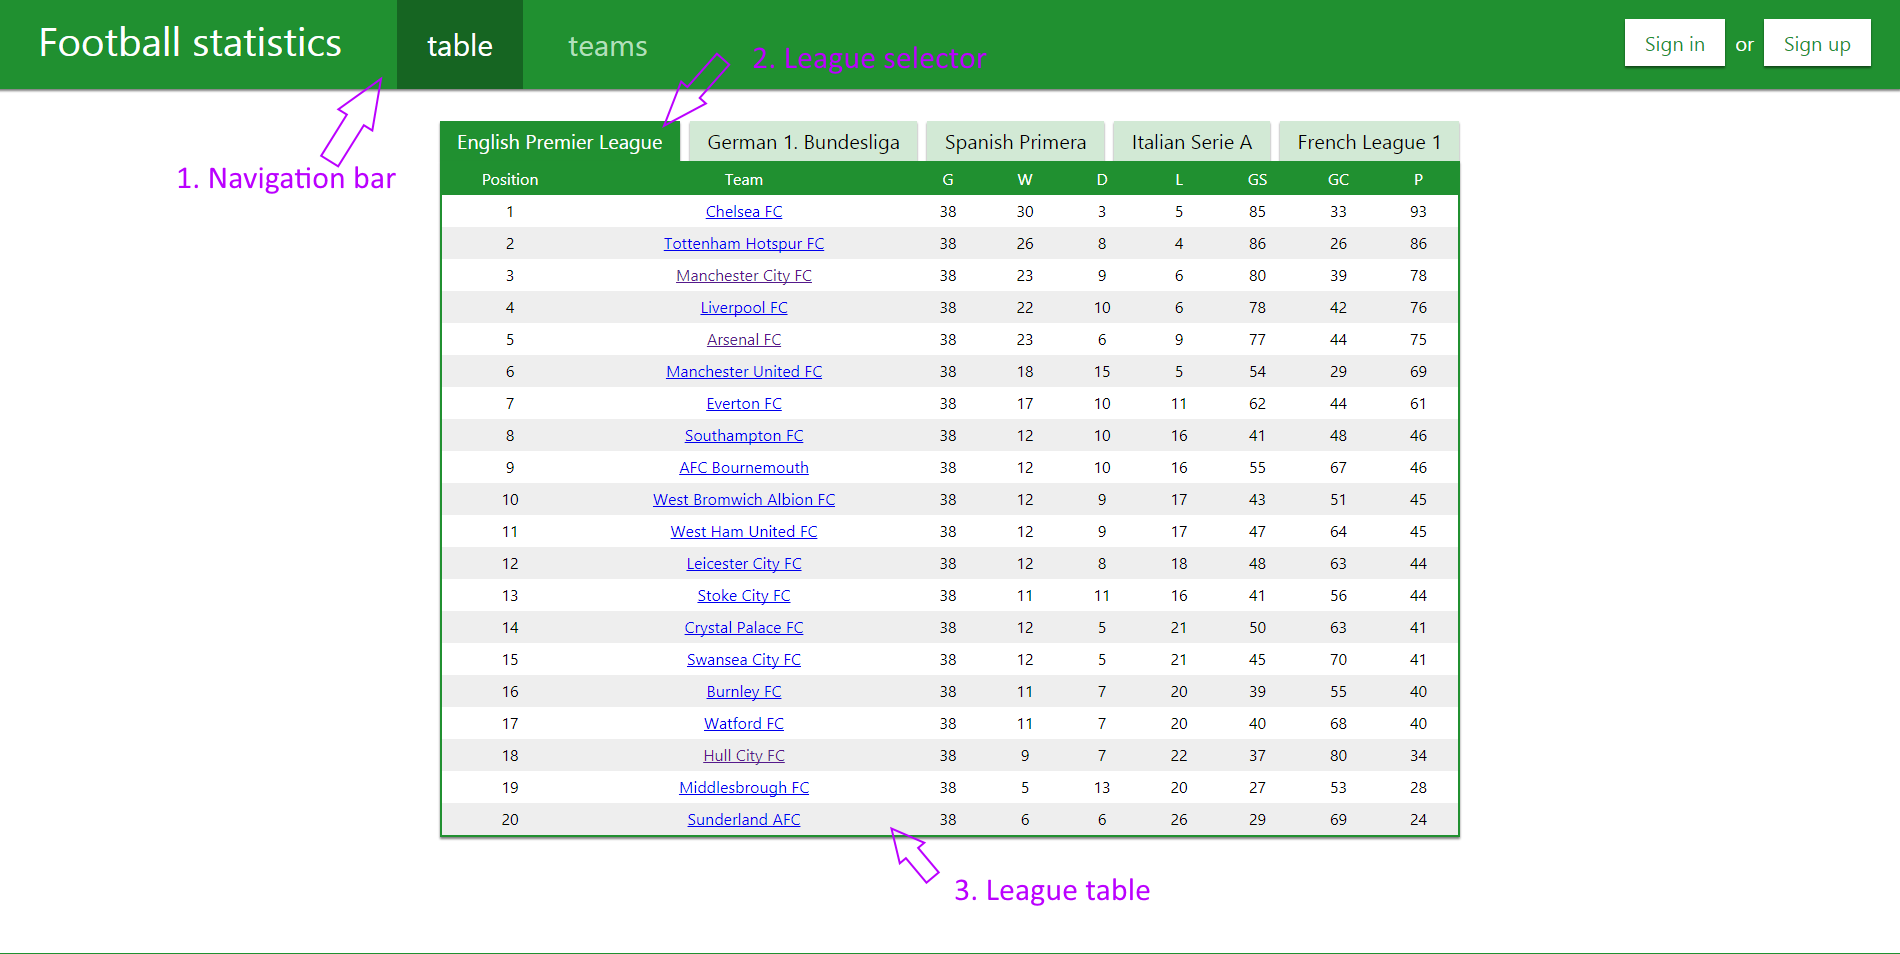 Football statistics table teams Sign in or Sign up
2. League selector
1. Navigation bar
English Premier League German 1. Bundesliga Spanish Primera Italian Serie A French League 1
Position Team G W D L GS GC P
1 Chelsea FC 38 30 3 5 85 33 93
2 Tottenham Hotspur FC 38 26 8 4 86 26 86
3 Manchester City FC 38 23 9 6 80 39 78
4 Liverpool FC 38 22 10 6 78 42 76
5 Arsenal FC 38 23 6 9 77 44 75
6 Manchester United FC 38 18 15 5 54 29 69
7 Everton FC 38 17 10 11 62 44 61
8 Southampton FC 38 12 10 16 41 48 46
9 AFC Bournemouth 38 12 10 16 55 67 46
10 West Bromwich Albion FC 38 12 9 17 43 51 45
11 West Ham United FC 38 12 9 17 47 64 45
12 Leicester City FC 38 12 8 18 48 63 44
13 Stoke City FC 38 11 11 16 41 56 44
14 Crystal Palace FC 38 12 5 21 50 63 41
15 Swansea City FC 38 12 5 21 45 70 41
16 Burnley FC 38 11 7 20 39 55 40
17 Watford FC 38 11 7 20 40 68 40
18 Hull City FC 38 9 7 22 37 80 34
19 Middlesbrough FC 38 5 13 20 27 53 28
20 Sunderland AFC 38 6 6 26 29 69 24
3. League table